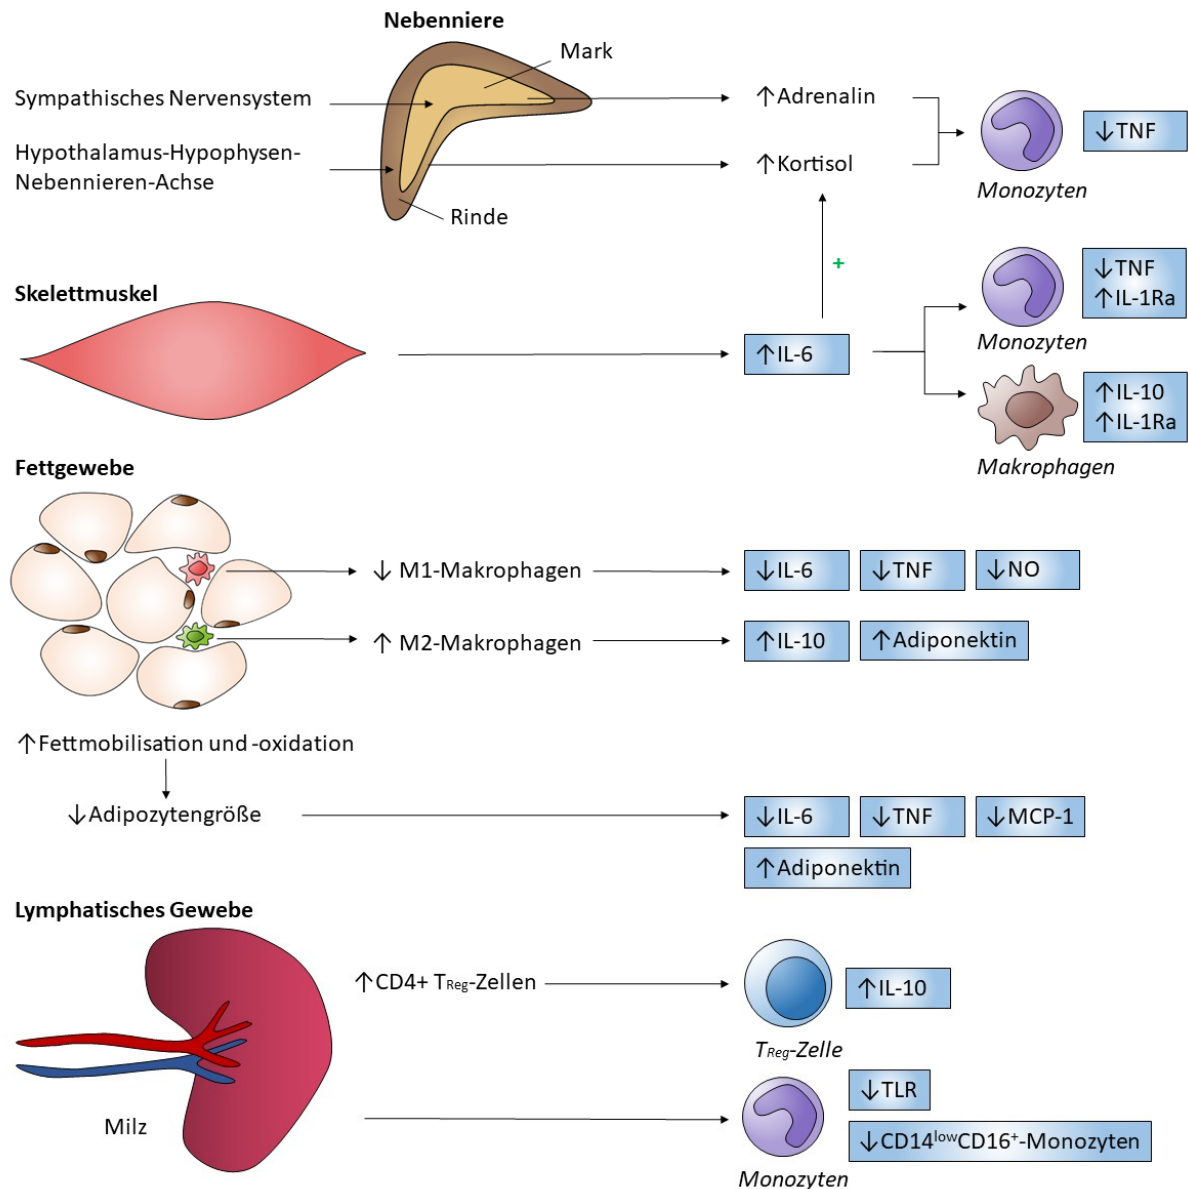 Nebenniere
Mark
Sympathisches Nervensystem
↑Adrenalin
↓TNF
Hypothalamus-Hypophysen-
Nebennieren-Achse
↑Kortisol
Monozyten
Rinde
+
Skelettmuskel
↓TNF
↑IL-1Ra
Monozyten
↑IL-6
↑IL-10
↑IL-1Ra
Makrophagen
Fettgewebe
↓ M1-Makrophagen
↓IL-6
↓TNF
↓NO
↑ M2-Makrophagen
↑IL-10
↑Adiponektin
↑Fettmobilisation und -oxidation
↓Adipozytengröße
↓IL-6
↓TNF
↓MCP-1
↑Adiponektin
Lymphatisches Gewebe
↑CD4+ TReg-Zellen
↑IL-10
TReg-Zelle
↓TLR
Milz
↓CD14lowCD16+-Monozyten
Monozyten